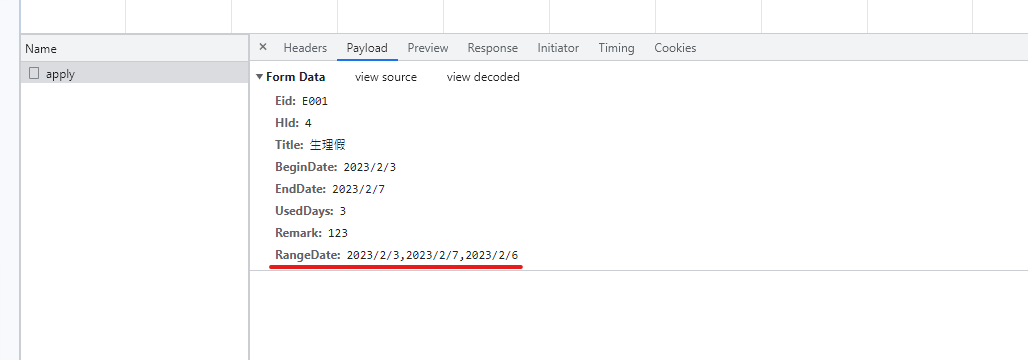 Name
× Headers Payload Preview Response Initiator Timing Cookies
apply
▼Form Data view source view decoded
Eid: E001
HId: 4
Title: 生理假
BeginDate: 2023/2/3
EndDate: 2023/2/7
UsedDays: 3
Remark: 123
RangeDate: 2023/2/3,2023/2/7,2023/2/6